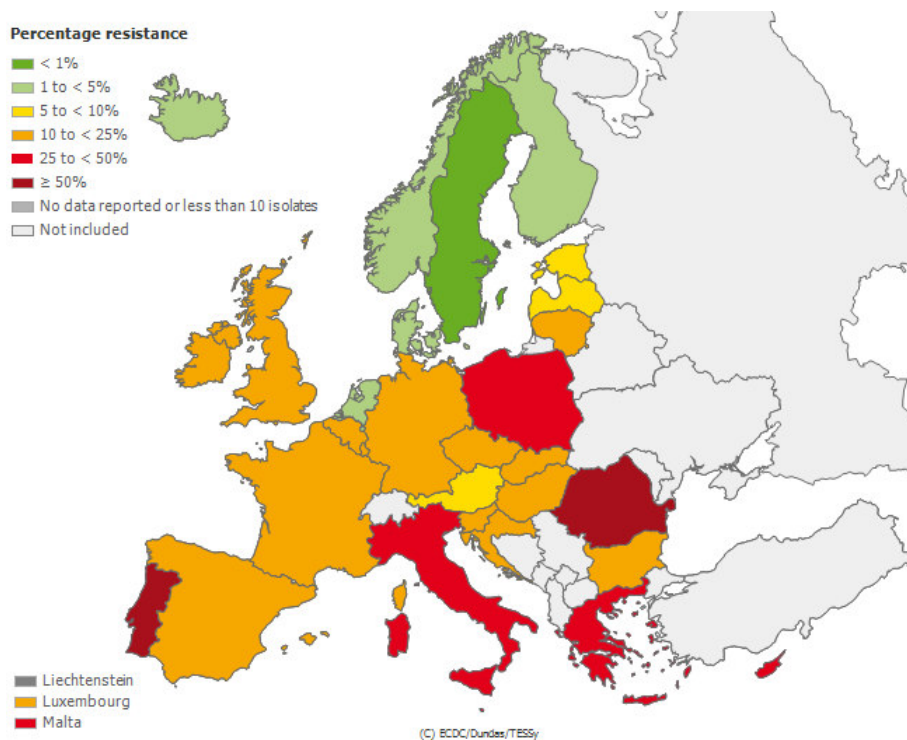 Percentage resistance
< 1%
1 to < 5%
5 to < 10%
10 to < 25%
25 to < 50%
≥ 50%
No data reported or less than 10 isolates
Not included
Liechtenstein
Luxembourg
Malta
(C) ECDC/Dundas/TESSy